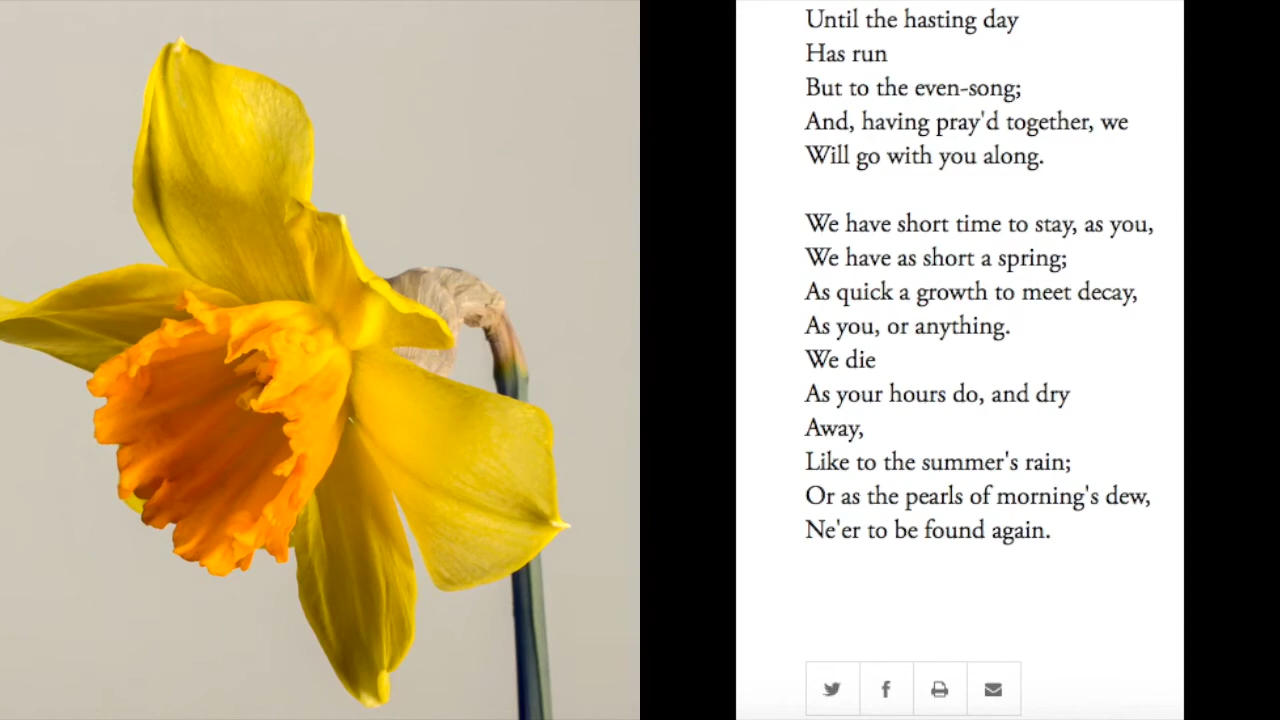 Until the hasting day
Has run
But to the even-song;
And, having pray'd together, we
Will go with you along.
We have short time to stay, as you,
We have as short a spring;
As quick a growth to meet decay,
As you, or anything.
We die
As your hours do, and dry
Away,
Like to the summer's rain;
Or as the pearls of morning's dew,
Ne'er to be found again.